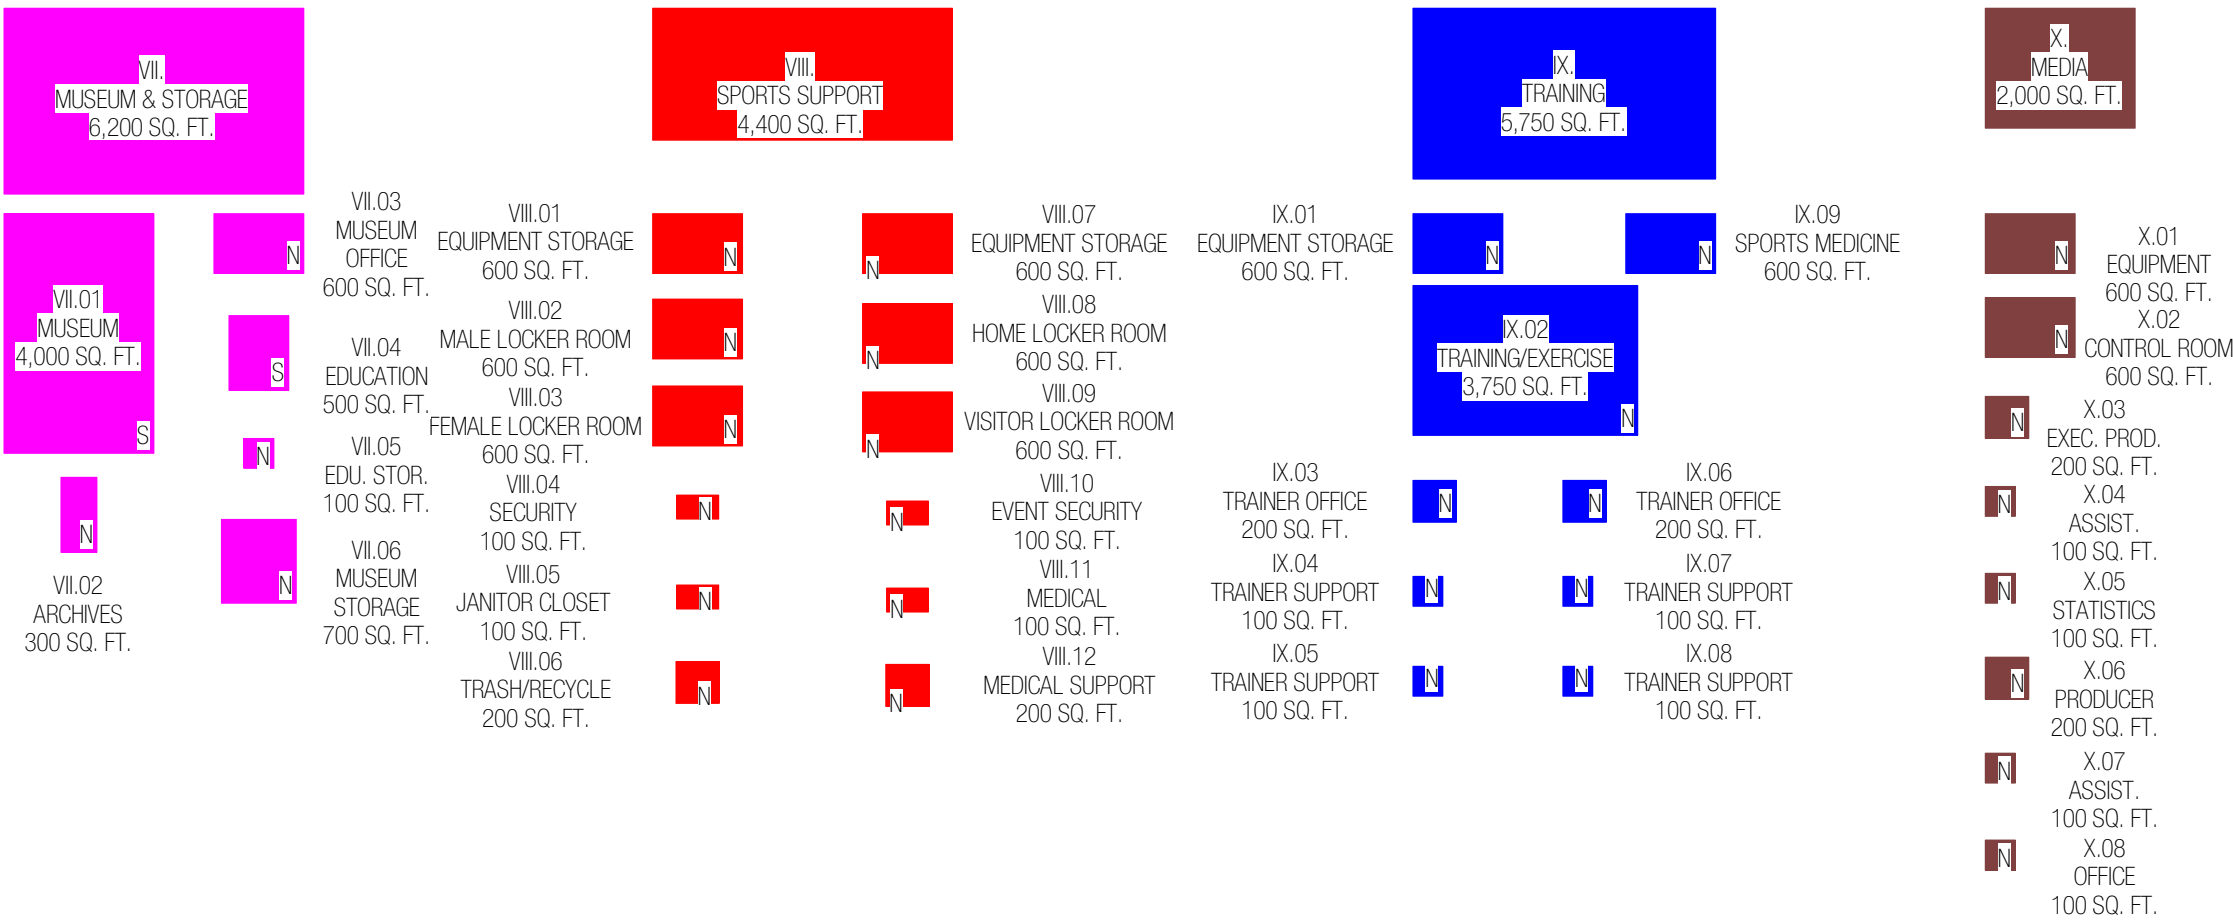 VII.
MUSEUM & STORAGE
6,200 SQ. FT.
VII.01
MUSEUM
4,000 SQ. FT.
S
N
VII.02
ARCHIVES
300 SQ. FT.
N
VII.03
MUSEUM
OFFICE
600 SQ. FT.
S
VII.04
EDUCATION
500 SQ. FT.
N
VII.05
EDU. STOR.
100 SQ. FT.
N
VII.06
MUSEUM
STORAGE
700 SQ. FT.
VIII.
SPORTS SUPPORT
4,400 SQ. FT.
VIII.01
EQUIPMENT STORAGE
600 SQ. FT.
N
VIII.02
MALE LOCKER ROOM
600 SQ. FT.
N
VIII.03
FEMALE LOCKER ROOM
600 SQ. FT.
N
VIII.04
SECURITY
100 SQ. FT.
N
VIII.05
JANITOR CLOSET
100 SQ. FT.
N
VIII.06
TRASH/RECYCLE
200 SQ. FT.
N
N
VIII.07
EQUIPMENT STORAGE
600 SQ. FT.
N
VIII.08
HOME LOCKER ROOM
600 SQ. FT.
N
VIII.09
VISITOR LOCKER ROOM
600 SQ. FT.
N
VIII.10
EVENT SECURITY
100 SQ. FT.
N
VIII.11
MEDICAL
100 SQ. FT.
N
VIII.12
MEDICAL SUPPORT
200 SQ. FT.
IX.
TRAINING
5,750 SQ. FT.
IX.01
EQUIPMENT STORAGE
600 SQ. FT.
N
IX.02
TRAINING/EXERCISE
3,750 SQ. FT.
N
IX.03
TRAINER OFFICE
200 SQ. FT.
N
IX.04
TRAINER SUPPORT
100 SQ. FT.
N
IX.05
TRAINER SUPPORT
100 SQ. FT.
N
N
IX.06
TRAINER OFFICE
200 SQ. FT.
N
IX.07
TRAINER SUPPORT
100 SQ. FT.
N
IX.08
TRAINER SUPPORT
100 SQ. FT.
N
IX.09
SPORTS MEDICINE
600 SQ. FT.
X.
MEDIA
2,000 SQ. FT.
N
X.01
EQUIPMENT
600 SQ. FT.
N
X.02
CONTROL ROOM
600 SQ. FT.
N
X.03
EXEC. PROD.
200 SQ. FT.
N
X.04
ASSIST.
100 SQ. FT.
N
X.05
STATISTICS
100 SQ. FT.
N
X.06
PRODUCER
200 SQ. FT.
N
X.07
ASSIST.
100 SQ. FT.
N
X.08
OFFICE
100 SQ. FT.